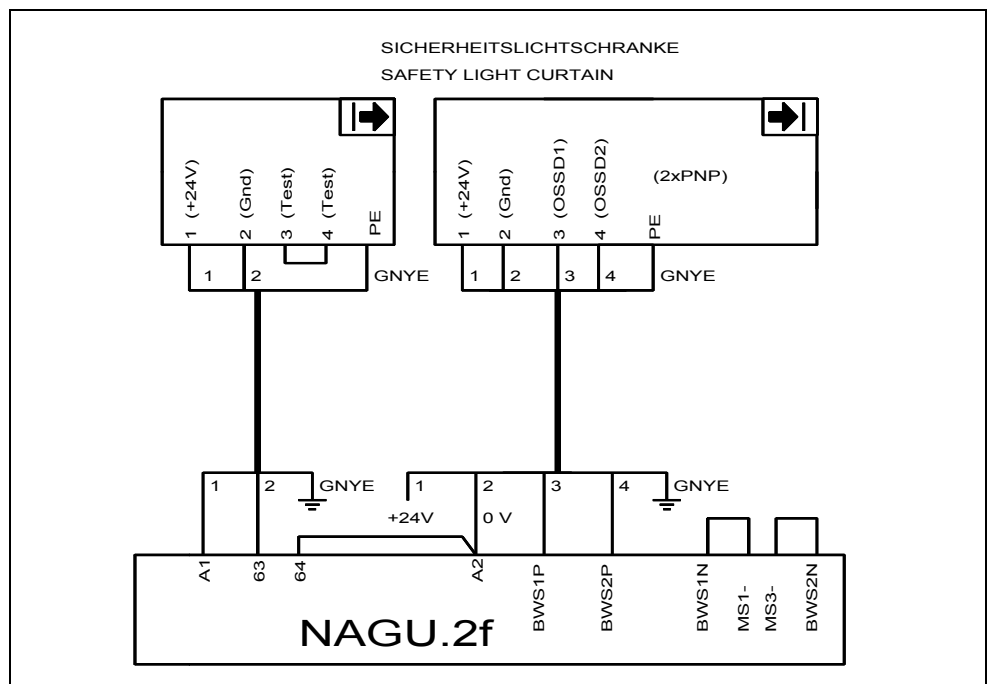 SICHERHEITSLICHTSCHRANKE
SAFETY LIGHT CURTAIN
1 (+24V)
2 (Gnd)
3 (Test)
4 (Test)
PE
1 (+24V)
2 (Gnd)
3 (OSSD1)
4 (OSSD2)
(2xPNP)
PE
1 2 GNYE
1 2 3 4 GNYE
1 2 GNYE
1 2 3 4 GNYE
+24V 0 V
A1
63
64
A2
BWS1P
BWS2P
BWS1N
MS1-
MS3-
BWS2N
NAGU.2f